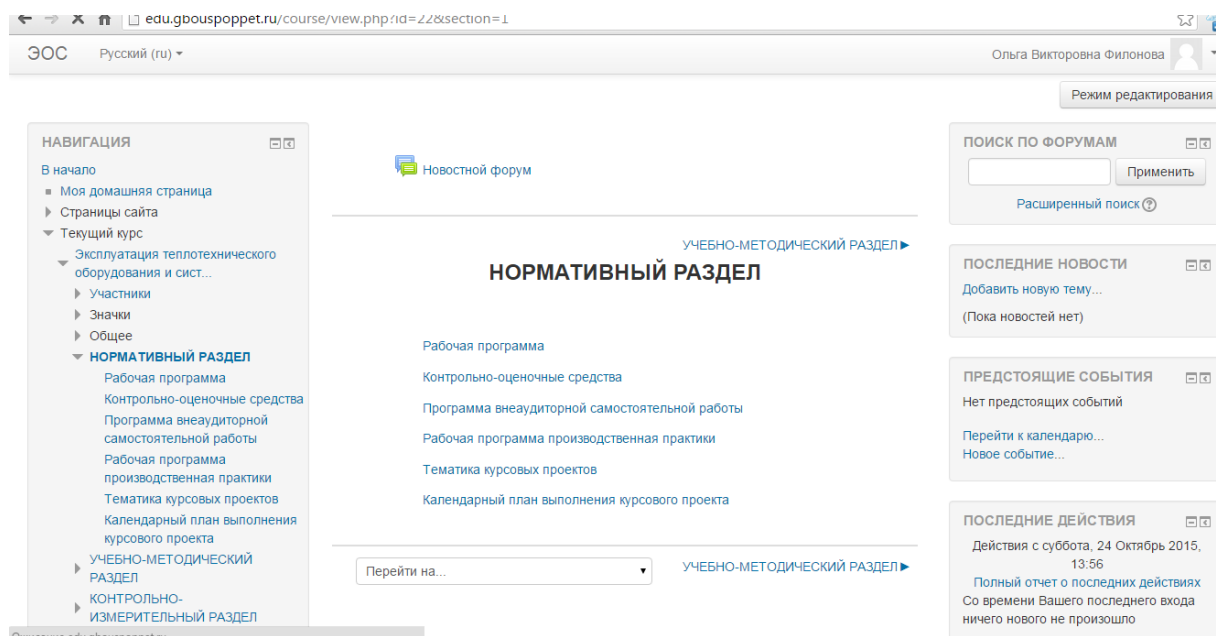 edu.gbouspoppet.ru/course/view.php?id=22&section=1
ЭОС
Русский (ru)
Ольга Викторовна Филонова
Режим редактирования
НАВИГАЦИЯ
В начало
Моя домашняя страница
Страницы сайта
Текущий курс
Эксплуатация теплотехнического
оборудования и сист...
Участники
Значки
Общее
НОРМАТИВНЫЙ РАЗДЕЛ
Рабочая программа
Контрольно-оценочные средства
Программа внеаудиторной
самостоятельной работы
Рабочая программа
производственная практики
Тематика курсовых проектов
Календарный план выполнения
курсового проекта
УЧЕБНО-МЕТОДИЧЕСКИЙ
РАЗДЕЛ
КОНТРОЛЬНО-
ИЗМЕРИТЕЛЬНЫЙ РАЗДЕЛ
Новостной форум
УЧЕБНО-МЕТОДИЧЕСКИЙ РАЗДЕЛ►
НОРМАТИВНЫЙ РАЗДЕЛ
Рабочая программа
Контрольно-оценочные средства
Программа внеаудиторной самостоятельной работы
Рабочая программа производственная практики
Тематика курсовых проектов
Календарный план выполнения курсового проекта
Перейти на...
УЧЕБНО-МЕТОДИЧЕСКИЙ РАЗДЕЛ►
ПОИСК ПО ФОРУМАМ
Применить
Расширенный поиск
ПОСЛЕДНИЕ НОВОСТИ
Добавить новую тему...
(Пока новостей нет)
ПРЕДСТОЯЩИЕ СОБЫТИЯ
Нет предстоящих событий
Перейти к календарю...
Новое событие...
ПОСЛЕДНИЕ ДЕЙСТВИЯ
Действия с суббота, 24 Октябрь 2015,
13:56
Полный отчет о последних действиях
Со времени Вашего последнего входа
ничего нового не произошло